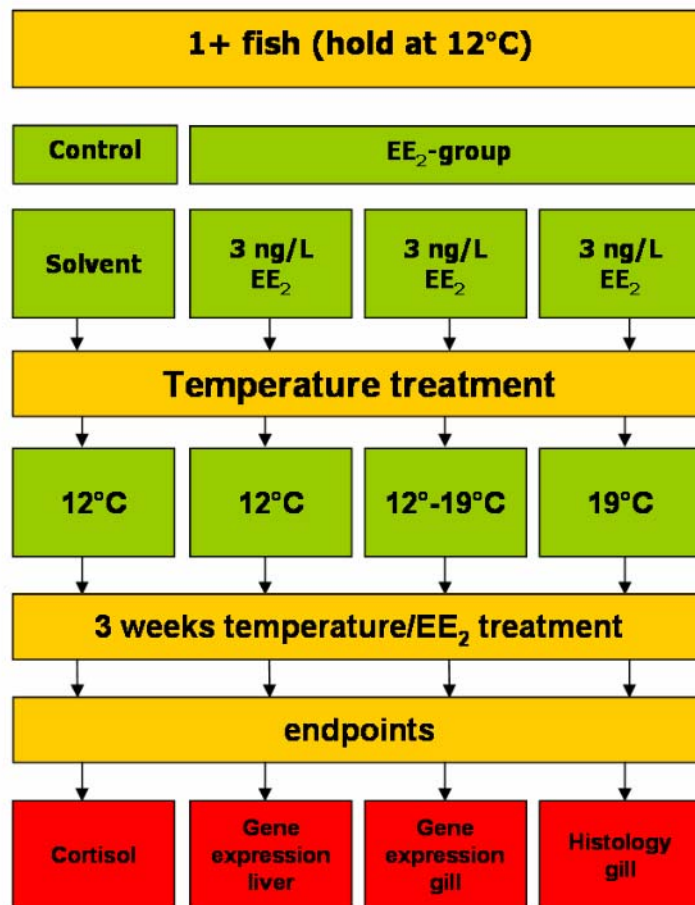 1+ fish (hold at 12°C)
Control
EE₂-group
Solvent
3 ng/L
EE₂
3 ng/L
EE₂
3 ng/L
EE₂
Temperature treatment
12°C
12°C
12°-19°C
19°C
3 weeks temperature/EE₂ treatment
endpoints
Cortisol
Gene
expression
liver
Gene
expression
gill
Histology
gill